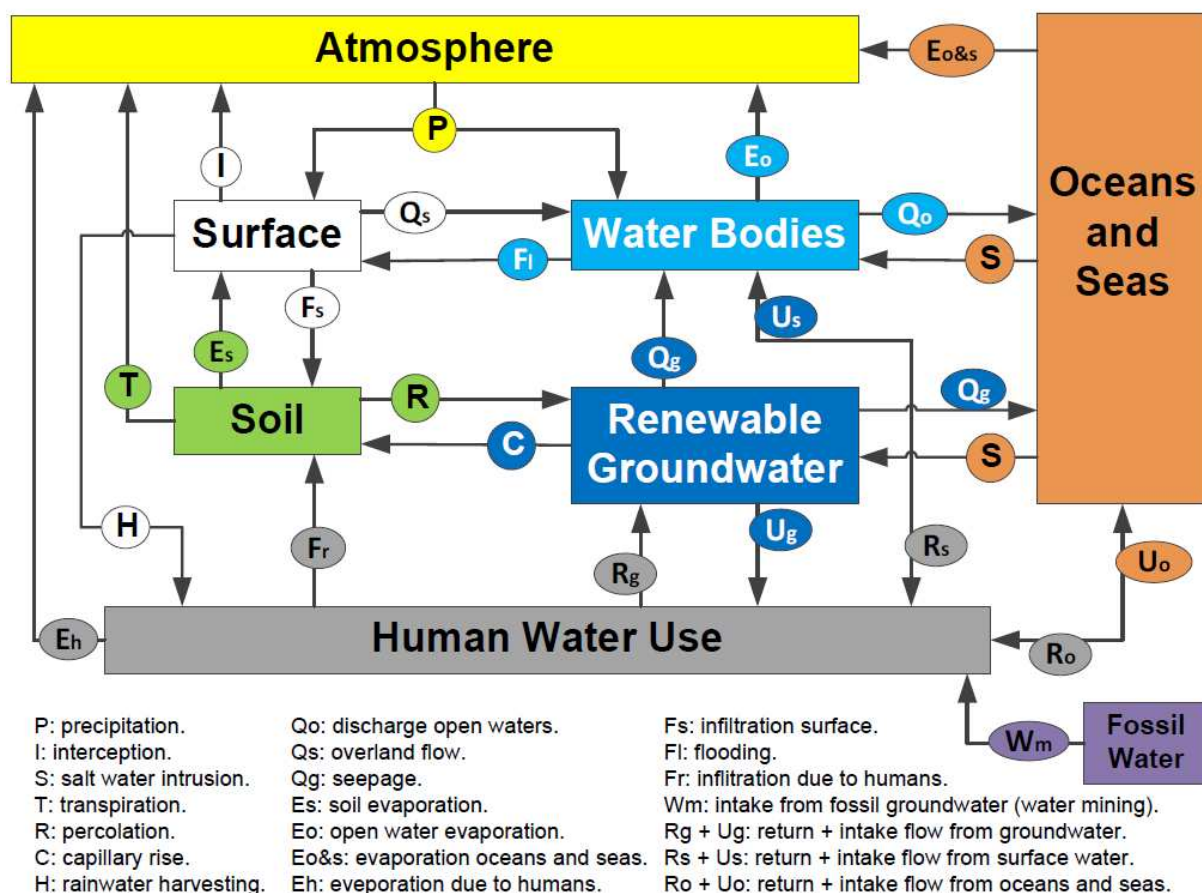 Atmosphere
Eo&s
P
I
Eo
Oceans
and
Seas
Surface
Qs
Water Bodies
Qo
Fl
S
Fs
Us
Es
Qg
T
Soil
R
Renewable
Groundwater
Qg
C
S
H
Fr
Rg
Ug
Rs
Uo
Eh
Human Water Use
Ro
Wm
Fossil
Water
P: precipitation.
I: interception.
S: salt water intrusion.
T: transpiration.
R: percolation.
C: capillary rise.
H: rainwater harvesting.
Qo: discharge open waters.
Qs: overland flow.
Qg: seepage.
Es: soil evaporation.
Eo: open water evaporation.
Eo&s: evaporation oceans and seas.
Eh: eveporation due to humans.
Fs: infiltration surface.
Fl: flooding.
Fr: inflitration due to humans.
Wm: intake from fossil groundwater (water mining).
Rg + Ug: return + intake flow from groundwater.
Rs + Us: return + intake flow from surface water.
Ro + Uo: return + intake flow from oceans and seas.